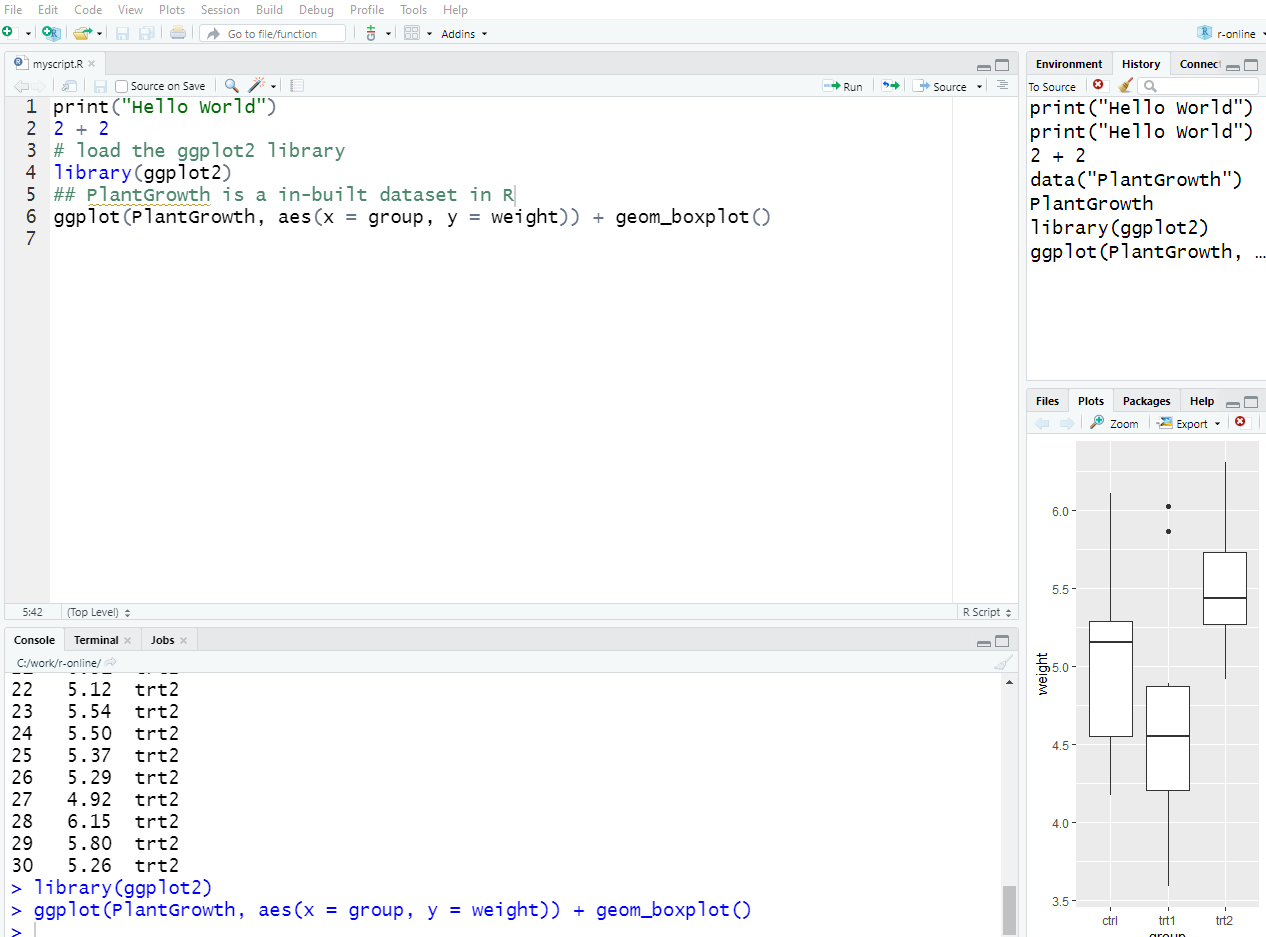 File Edit Code View Plots Session Build Debug Profile Tools Help
Go to file/function Addins r-online
myscript.R
Source on Save Run Source
1 print("Hello World")
2 2 + 2
3 # load the ggplot2 library
4 library(ggplot2)
5 ## PlantGrowth is a in-built dataset in R
6 ggplot(PlantGrowth, aes(x = group, y = weight)) + geom_boxplot()
7
5:42 (Top Level) R Script
Console Terminal Jobs
C:/work/r-online/
22 5.12 trt2
23 5.54 trt2
24 5.50 trt2
25 5.37 trt2
26 5.29 trt2
27 4.92 trt2
28 6.15 trt2
29 5.80 trt2
30 5.26 trt2
> library(ggplot2)
> ggplot(PlantGrowth, aes(x = group, y = weight)) + geom_boxplot()
>
Environment History Connec
To Source
print("Hello World")
print("Hello World")
2 + 2
data("PlantGrowth")
PlantGrowth
library(ggplot2)
ggplot(PlantGrowth, …
Files Plots Packages Help
Zoom Export
6.0
5.5
5.0
4.5
4.0
3.5
weight
ctrl trt1 trt2
group